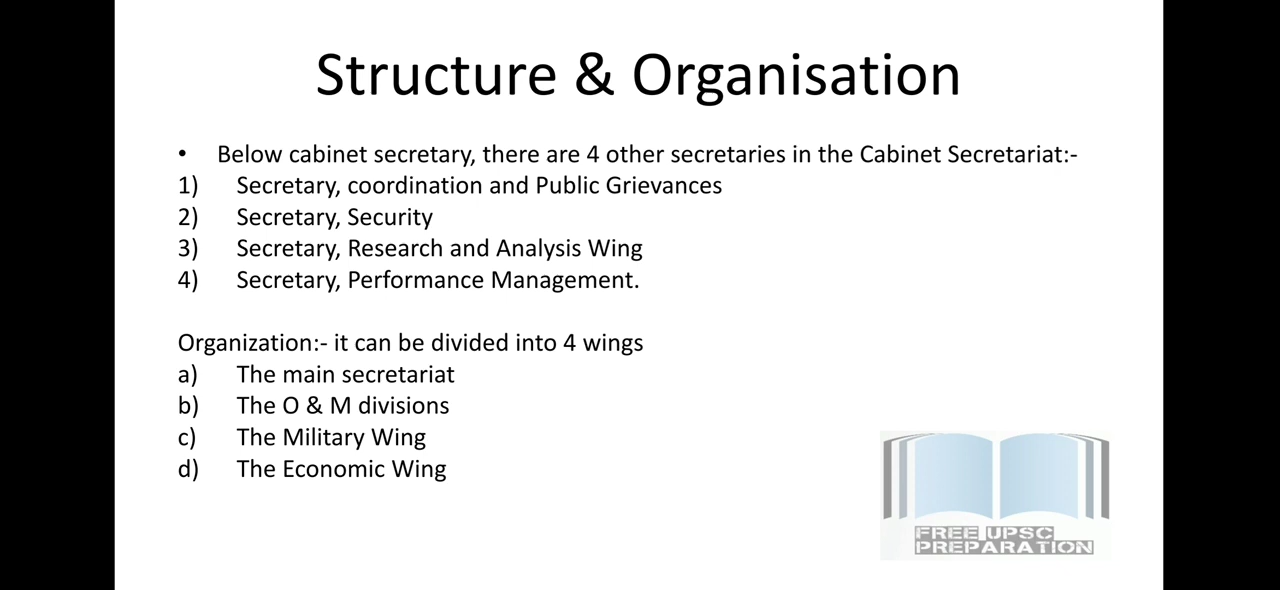 Structure & Organisation
• Below cabinet secretary, there are 4 other secretaries in the Cabinet Secretariat:-
1) Secretary, coordination and Public Grievances
2) Secretary, Security
3) Secretary, Research and Analysis Wing
4) Secretary, Performance Management.
Organization:- it can be divided into 4 wings
a) The main secretariat
b) The O & M divisions
c) The Military Wing
d) The Economic Wing
FREE UPSC
PREPARATION